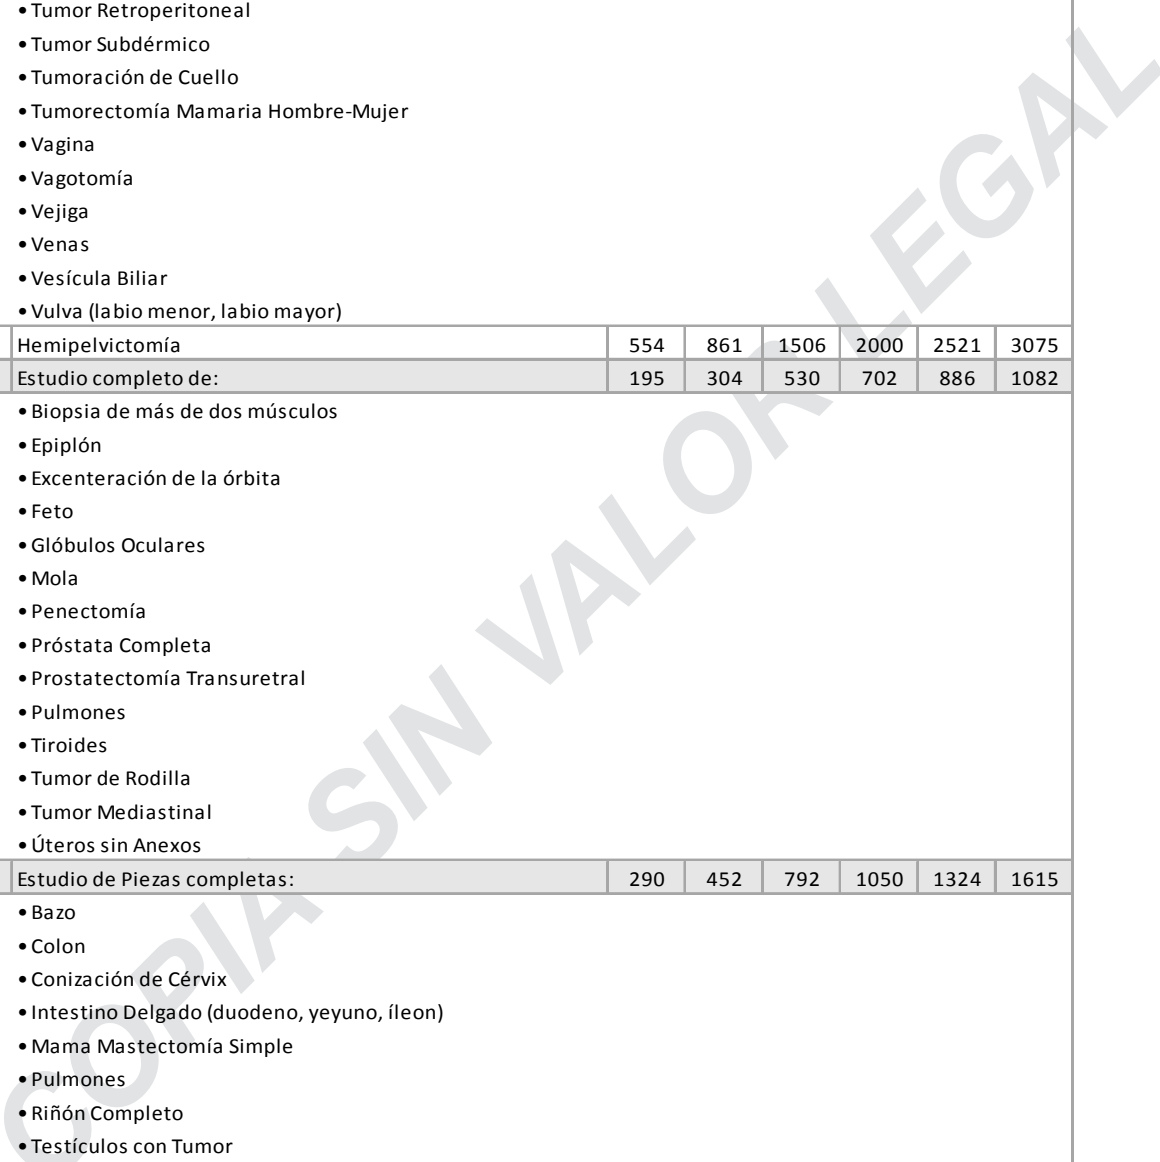 • Tumor Retroperitoneal
• Tumor Subdérmico
• Tumoración de Cuello
• Tumorectomía Mamaria Hombre-Mujer
• Vagina
• Vagotomía
• Vejiga
• Venas
• Vesícula Biliar
• Vulva (labio menor, labio mayor)
Hemipelvictomía 554 861 1506 2000 2521 3075
Estudio completo de: 195 304 530 702 886 1082
• Biopsia de más de dos músculos
• Epiplón
• Excenteración de la órbita
• Feto
• Glóbulos Oculares
• Mola
• Penectomía
• Próstata Completa
• Prostatectomía Transuretral
• Pulmones
• Tiroides
• Tumor de Rodilla
• Tumor Mediastinal
• Úteros sin Anexos
Estudio de Piezas completas: 290 452 792 1050 1324 1615
• Bazo
• Colon
• Conización de Cérvix
• Intestino Delgado (duodeno, yeyuno, íleon)
• Mama Mastectomía Simple
• Pulmones
• Riñón Completo
• Testículos con Tumor
COPIA SIN VALOR LEGAL